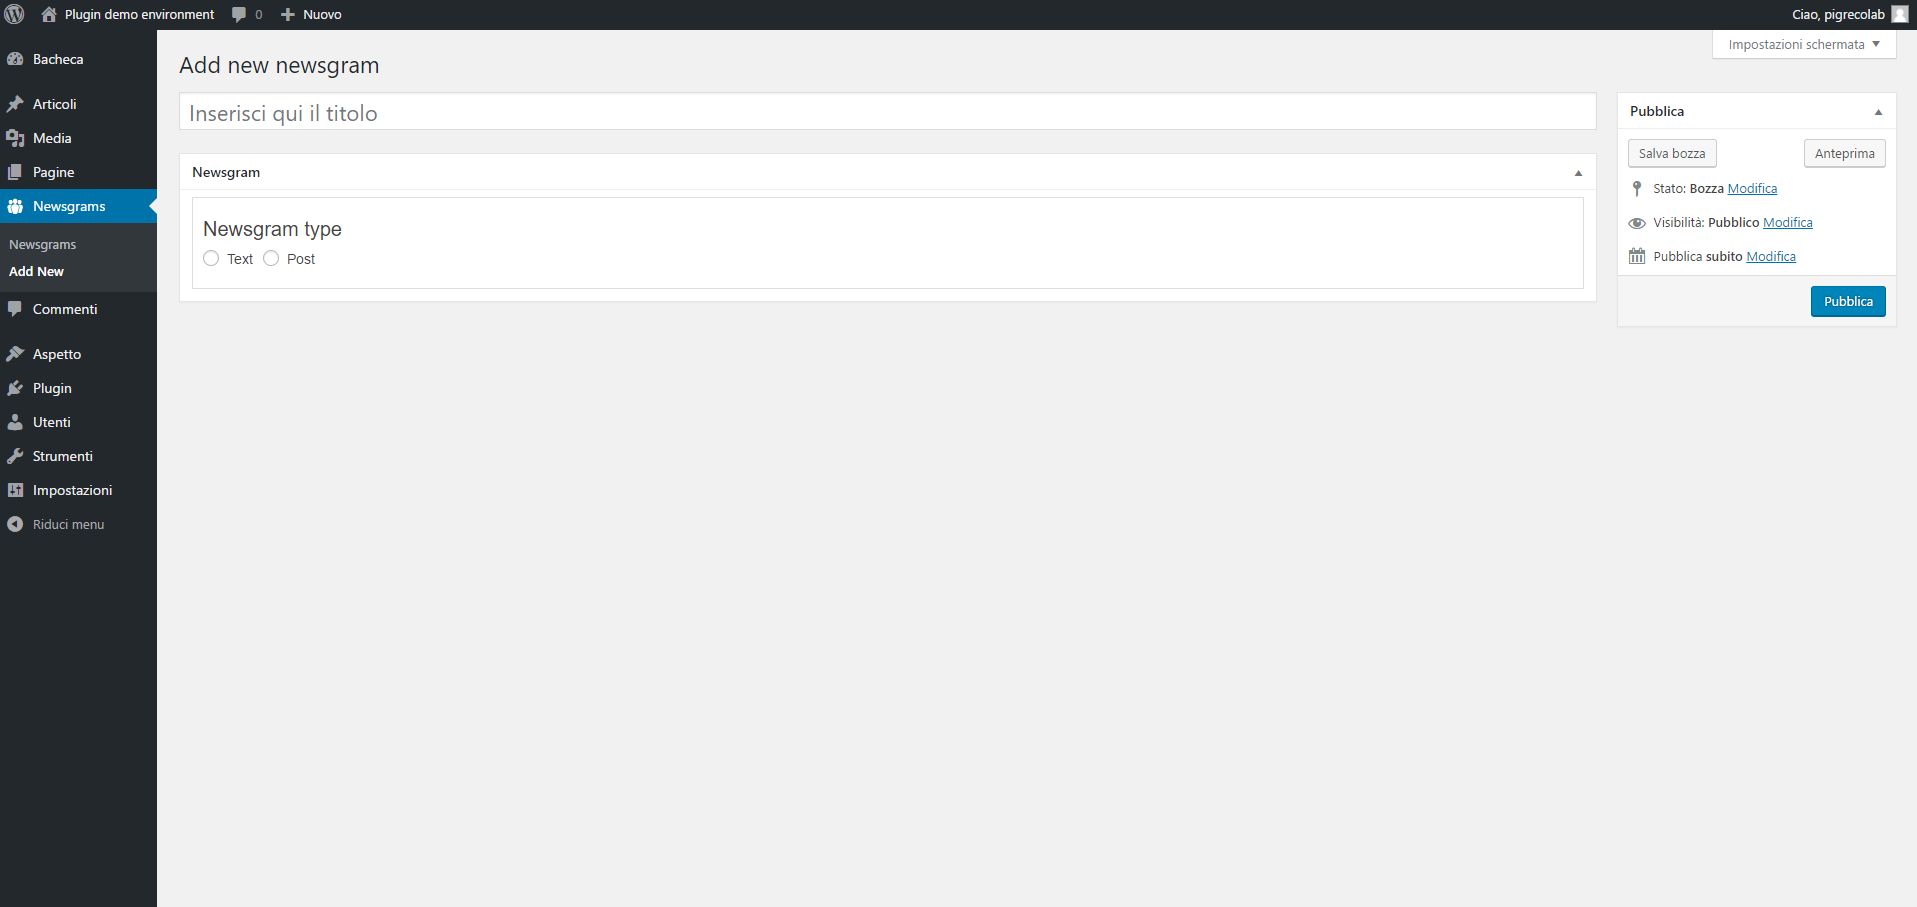 Plugin demo environment 0 Nuovo Ciao, pigrecolab
Impostazioni schermata
Bacheca
Articoli
Media
Pagine
Newsgrams
Newsgrams
Add New
Commenti
Aspetto
Plugin
Utenti
Strumenti
Impostazioni
Riduci menu
Add new newsgram
Inserisci qui il titolo
Newsgram
Newsgram type
Text Post
Pubblica
Salva bozza Anteprima
Stato: Bozza Modifica
Visibilità: Pubblico Modifica
Pubblica subito Modifica
Pubblica